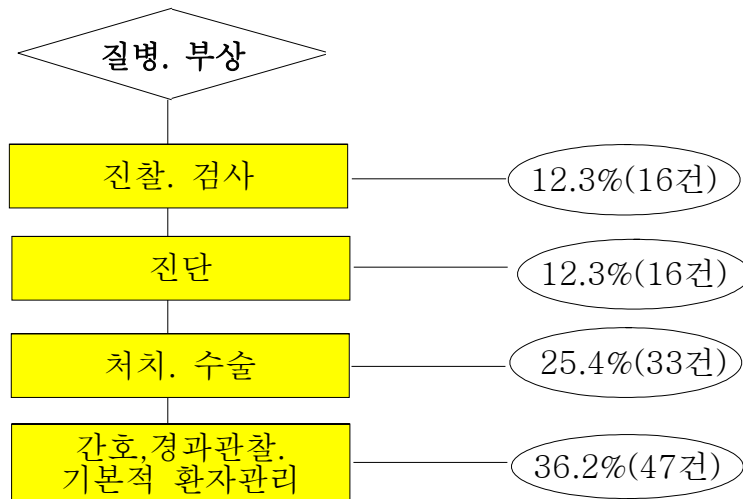 질병. 부상
진찰. 검사
12.3%(16건)
진단
12.3%(16건)
처치. 수술
25.4%(33건)
간호,경과관찰.
기본적 환자관리
36.2%(47건)